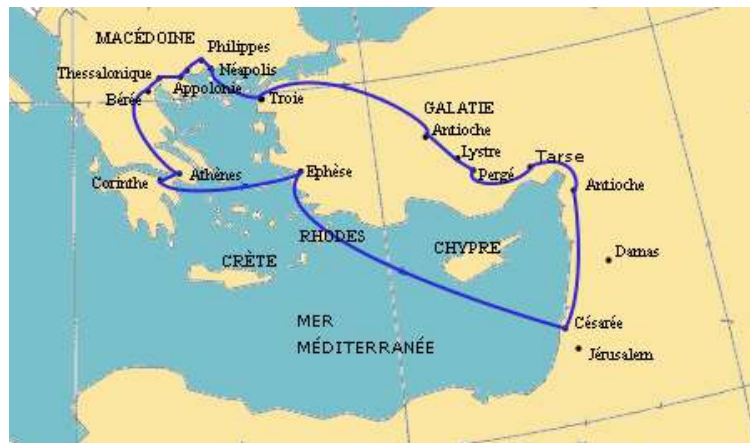 MACÉDOINE
Philippes
Thessalonique
Néapolis
Bérée
Appolonie
Troie
GALATIE
Antioche
Lystre
Pergé
Tarse
Antioche
Corinthe
Athènes
Ephèse
RHODES
CRÈTE
CHYPRE
Damas
MER
MÉDITERRANÉE
Césarée
Jérusalem